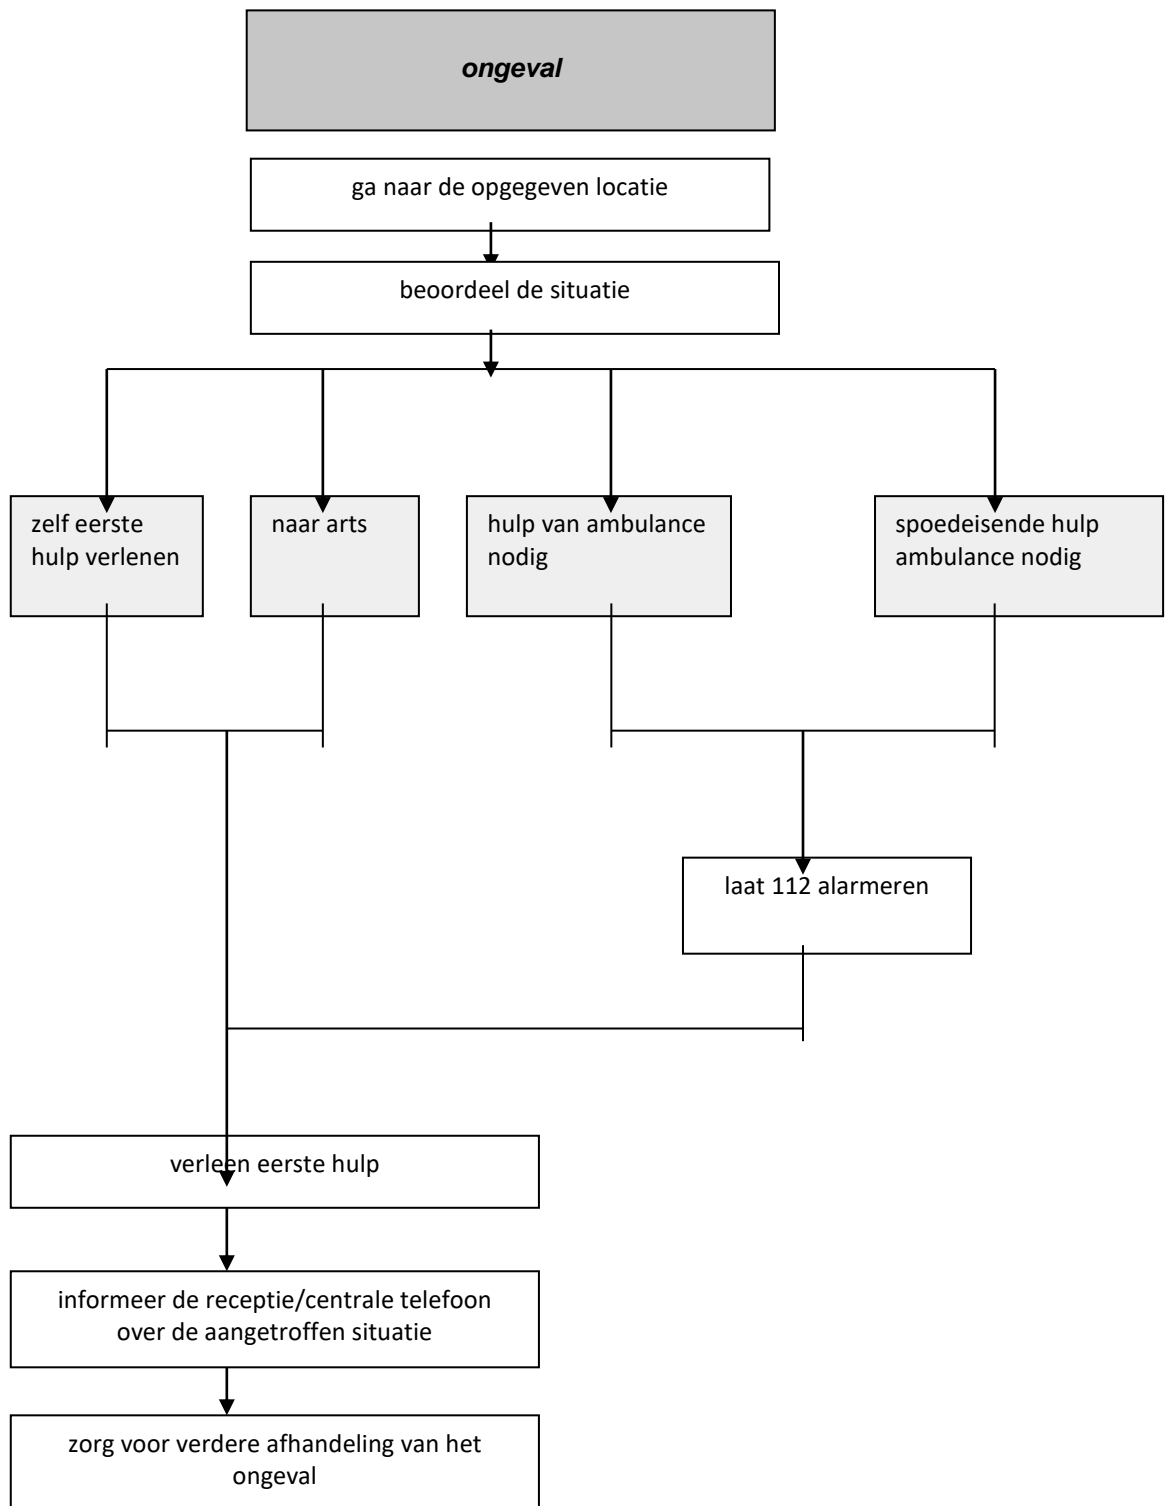 ongeval
ga naar de opgegeven locatie
beoordeel de situatie
zelf eerste
hulp verlenen
naar arts
hulp van ambulance
nodig
spoedeisende hulp
ambulance nodig
laat 112 alarmeren
verleen eerste hulp
informeer de receptie/centrale telefoon
over de aangetroffen situatie
zorg voor verdere afhandeling van het
ongeval